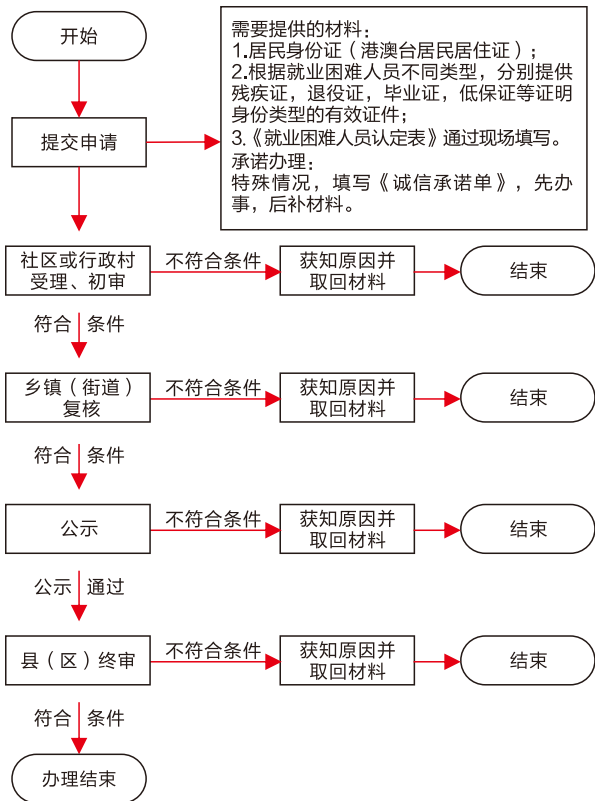 开始
需要提供的材料：
1.居民身份证（港澳台居民居住证）；
2.根据就业困难人员不同类型，分别提供
残疾证，退役证，毕业证，低保证等证明
身份类型的有效证件；
3.《就业困难人员认定表》通过现场填写。
承诺办理：
特殊情况，填写《诚信承诺单》，先办
事，后补材料。
提交申请
社区或行政村
受理、初审
不符合条件
获知原因并
取回材料
结束
符合 条件
乡镇（街道）
复核
不符合条件
获知原因并
取回材料
结束
符合 条件
公示
不符合条件
获知原因并
取回材料
结束
公示 通过
县（区）终审
不符合条件
获知原因并
取回材料
结束
符合 条件
办理结束